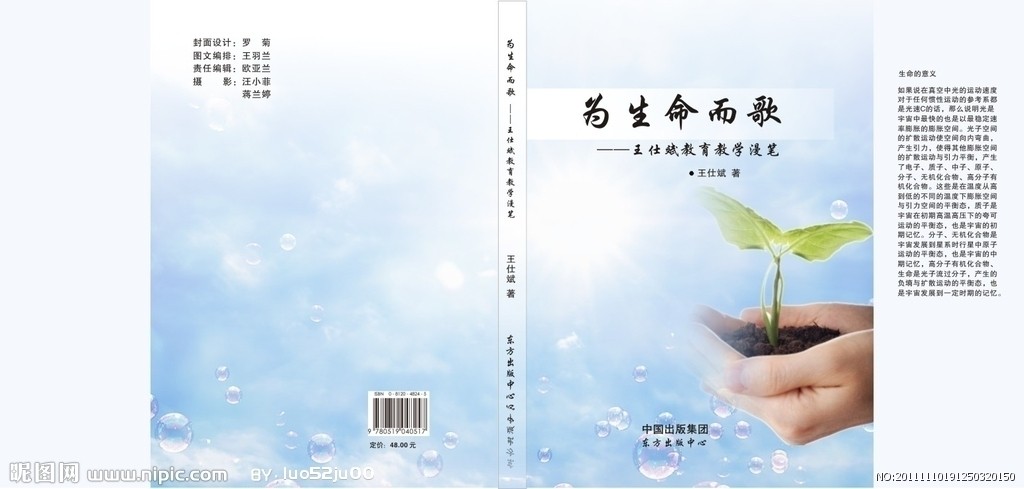 封面设计：罗　菊
图文编排：王羽兰
责任编辑：欧亚兰
摄　　影：汪小菲
蒋兰婷
ISBN 0-8120-4824-3
9 780519 040517
定价：48.00元
为生命而歌——王仕斌教育教学漫笔
王仕斌 著
东方出版中心
为生命而歌
——王仕斌教育教学漫笔
●王仕斌 著
中国出版集团
东方出版中心
生命的意义
如果说在真空中光的运动速度
对于任何惯性运动的参考系都
是光速C的话，那么说明光是
宇宙中最快的也是以最稳定速
率膨胀的膨胀空间。光子空间
的扩散运动使空间向内弯曲，
产生引力，使得其他膨胀空间
的扩散运动与引力平衡，产生
了电子、质子、中子、原子、
分子、无机化合物、高分子有
机化合物。这些是在温度从高
到低的不同的温度下膨胀空间
与引力空间的平衡态，质子是
宇宙在初期高温高压下的夸可
运动的平衡态，也是宇宙的初
期记忆。分子、无机化合物是
宇宙发展到星系时行星中原子
运动的平衡态，也是宇宙的中
期记忆，高分子有机化合物、
生命是光子流过分子，产生的
负熵与扩散运动的平衡态，也
是宇宙发展到一定时期的记忆。
昵图网 www.nipic.com BY：luo52ju00
NO:20111110191250320150